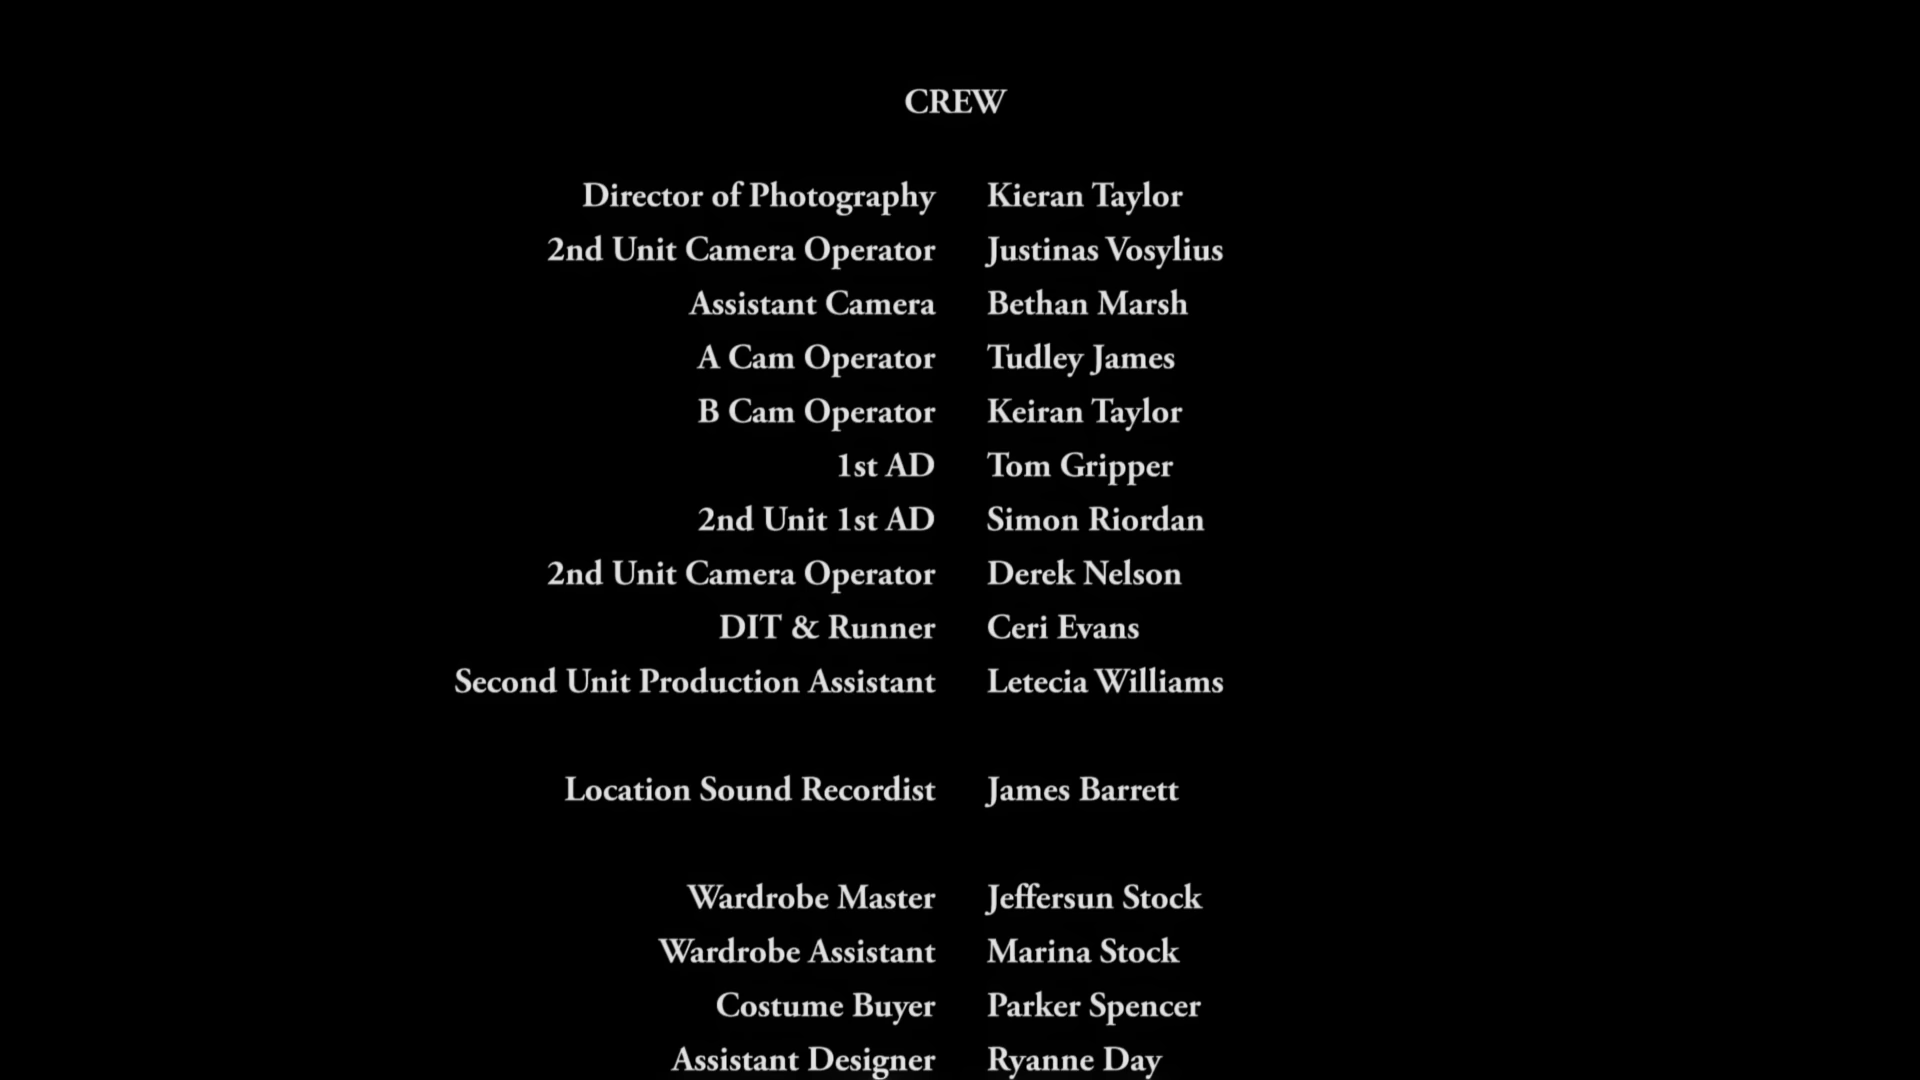 CREW
Director of Photography Kieran Taylor
2nd Unit Camera Operator Justinas Vosylius
Assistant Camera Bethan Marsh
A Cam Operator Tudley James
B Cam Operator Keiran Taylor
1st AD Tom Gripper
2nd Unit 1st AD Simon Riordan
2nd Unit Camera Operator Derek Nelson
DIT & Runner Ceri Evans
Second Unit Production Assistant Letecia Williams
Location Sound Recordist James Barrett
Wardrobe Master Jeffersun Stock
Wardrobe Assistant Marina Stock
Costume Buyer Parker Spencer
Assistant Designer Ryanne Day